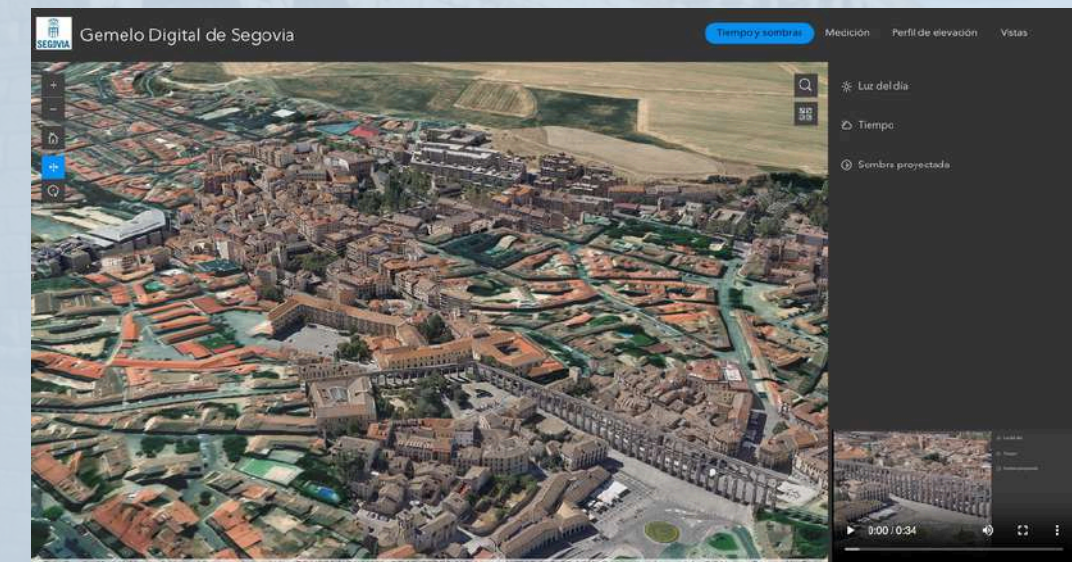 SEGOVIA
Gemelo Digital de Segovia
Tiempo y sombras
Medición
Perfil de elevación
Vistas
Luz del día
Tiempo
Sombra proyectada
0:00 / 0:34